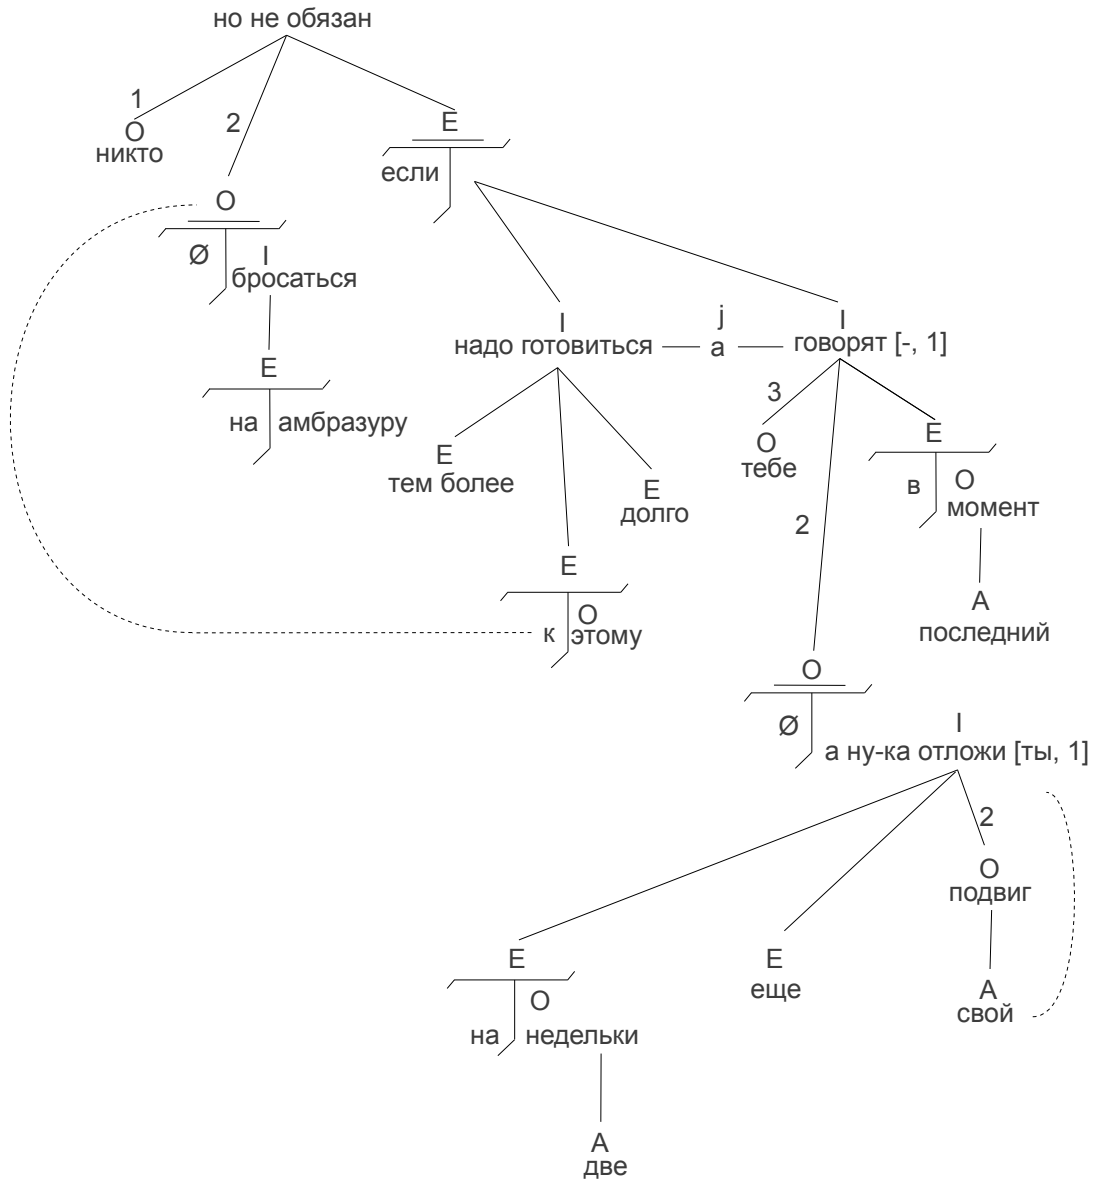 но не обязан
1
2
О
никто
Е
если
О
Ø
I
бросаться
Е
на амбразуру
I
надо готовиться
j
а
I
говорят [-, 1]
Е
тем более
Е
долго
3
О
тебе
2
Е
в
О
момент
А
последний
Е
к
О
этому
О
Ø
I
а ну-ка отложи [ты, 1]
2
О
подвиг
А
свой
Е
еще
Е
О
на недельки
А
две